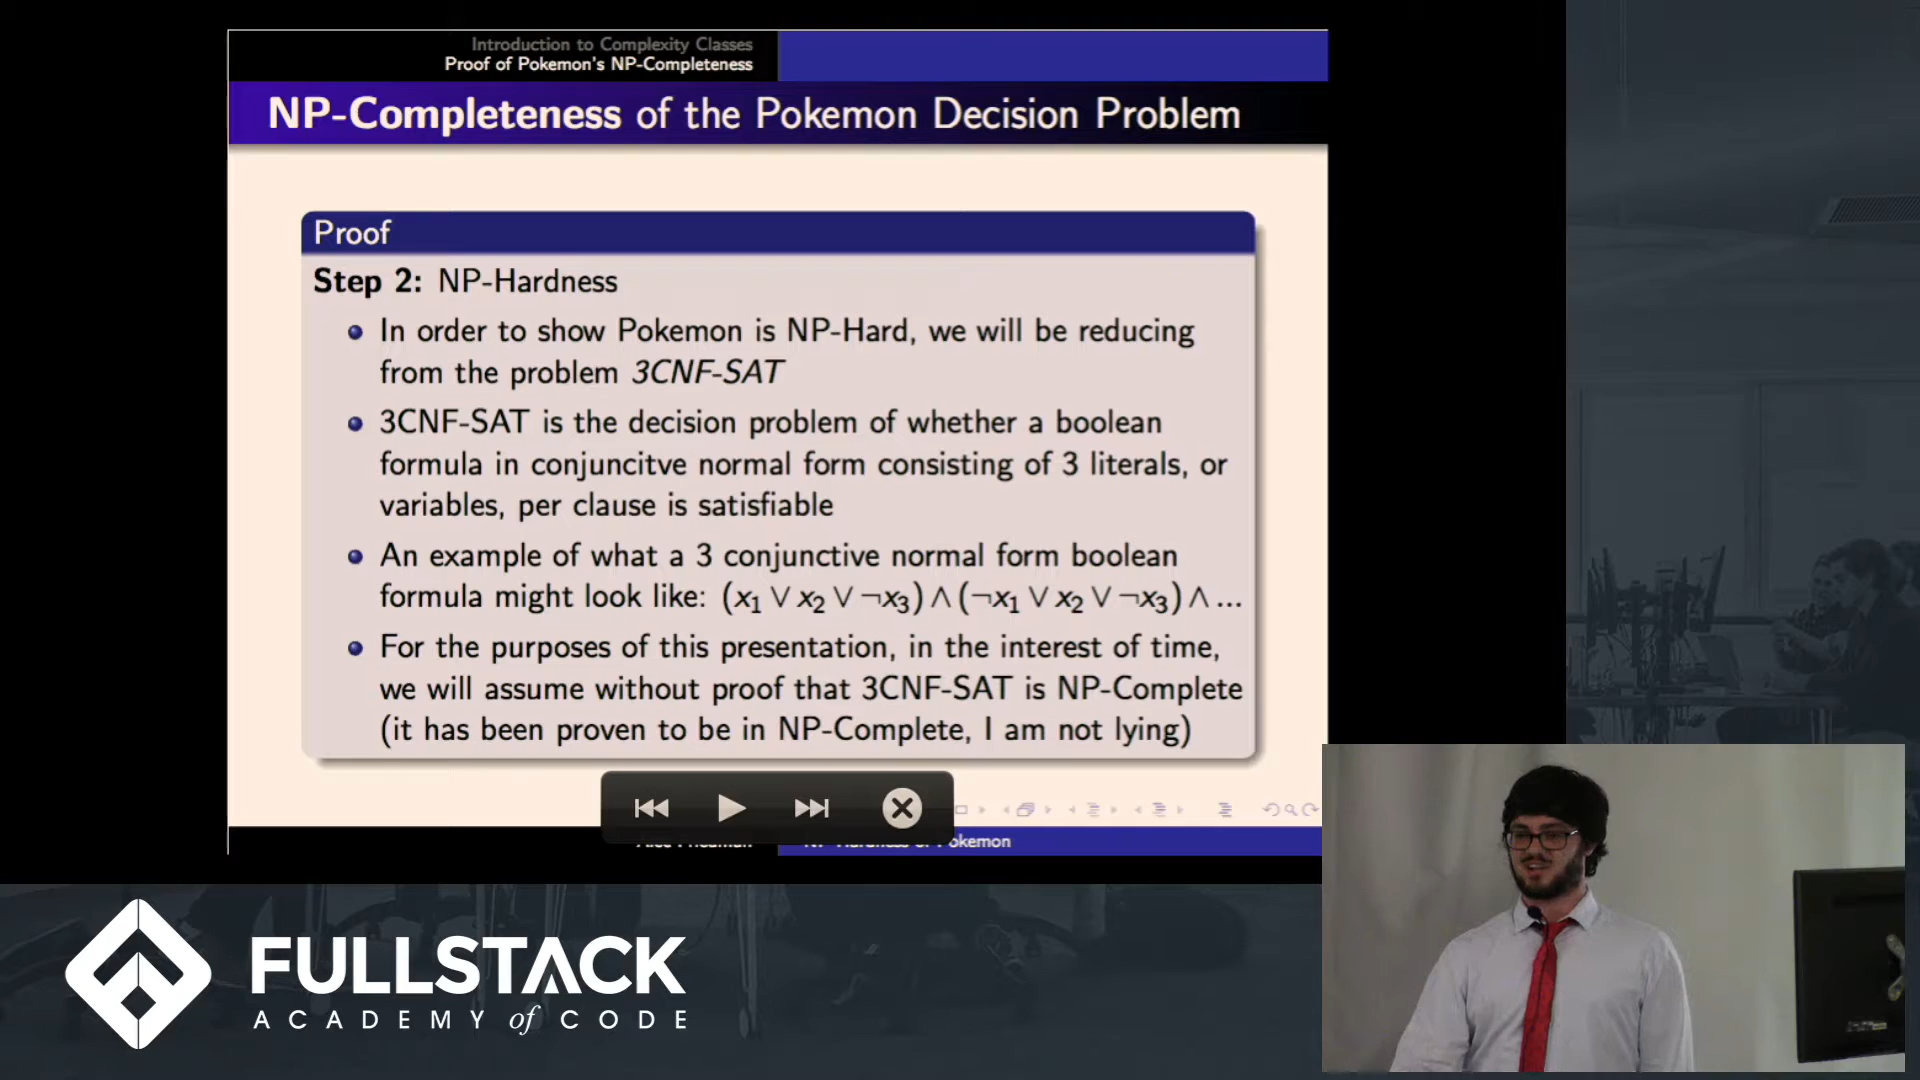 Introduction to Complexity Classes
Proof of Pokemon's NP-Completeness
NP-Completeness of the Pokemon Decision Problem
Proof
Step 2: NP-Hardness
In order to show Pokemon is NP-Hard, we will be reducing
from the problem 3CNF-SAT
3CNF-SAT is the decision problem of whether a boolean
formula in conjuncitve normal form consisting of 3 literals, or
variables, per clause is satisfiable
An example of what a 3 conjunctive normal form boolean
formula might look like: (x₁ ∨ x₂ ∨ ¬x₃) ∧ (¬x₁ ∨ x₂ ∨ ¬x₃) ∧ ...
For the purposes of this presentation, in the interest of time,
we will assume without proof that 3CNF-SAT is NP-Complete
(it has been proven to be in NP-Complete, I am not lying)
FULLSTACK
ACADEMY of CODE